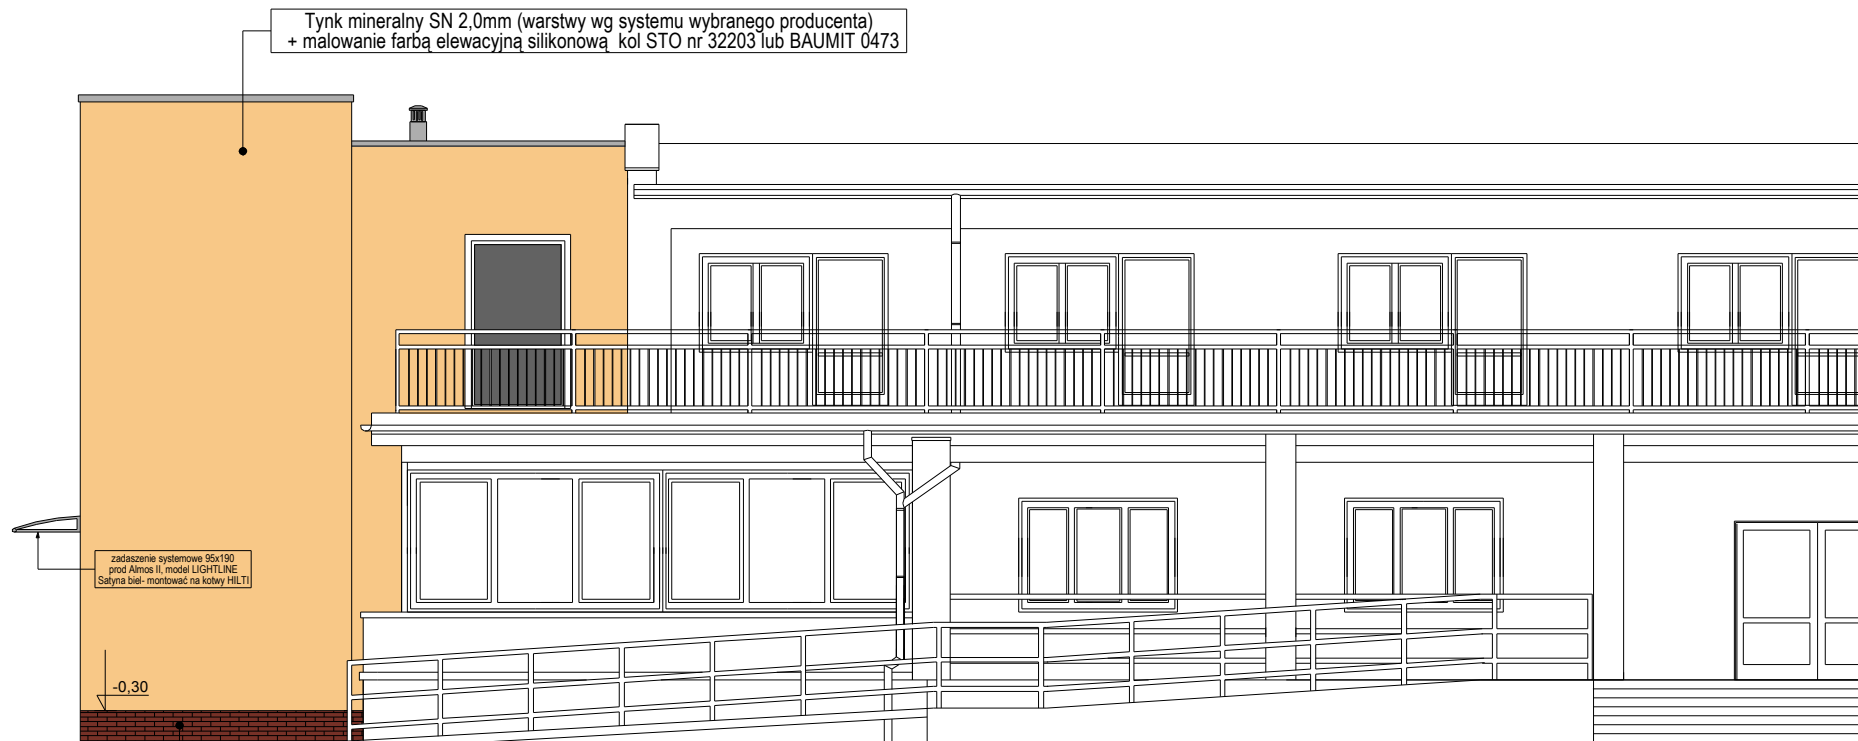 Tynk mineralny SN 2,0mm (warstwy wg systemu wybranego producenta)
+ malowanie farbą elewacyjną silikonową kol STO nr 32203 lub BAUMIT 0473
zadaszenie systemowe 95x190
prod Almos II, model LIGHTLINE
Satyna biel- montować na kotwy HILTI
-0,30